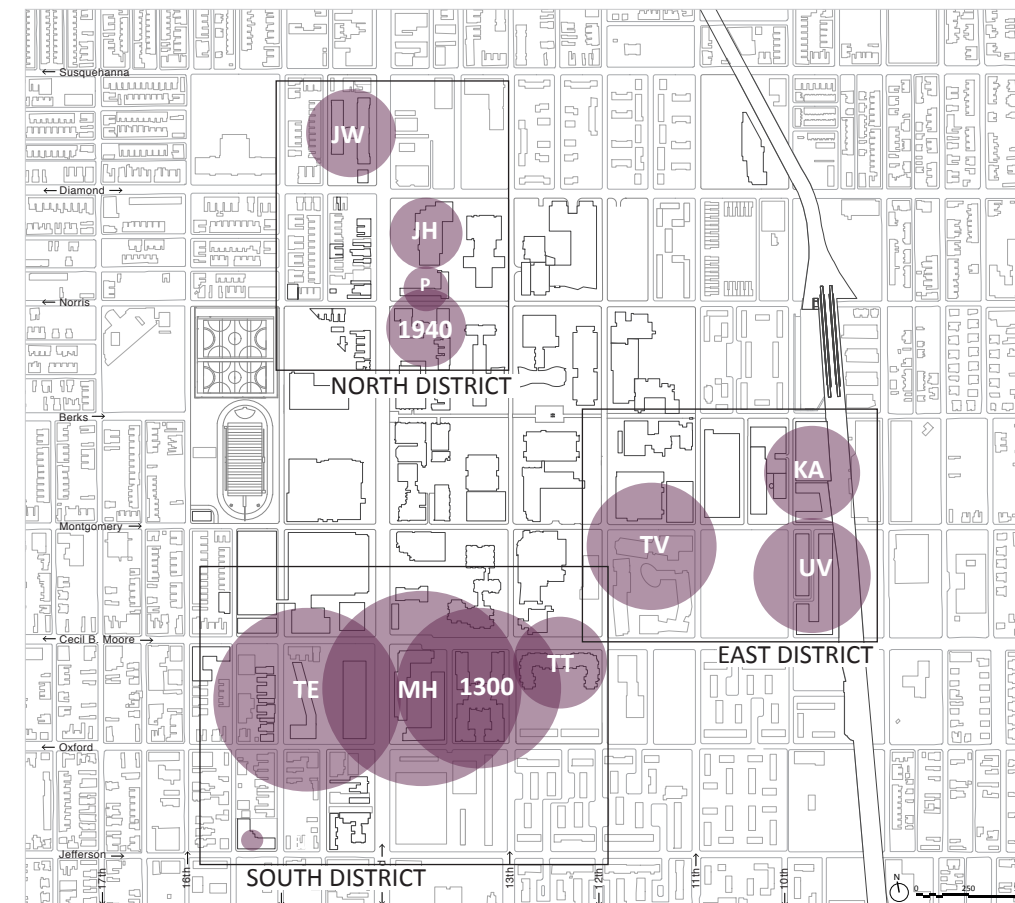 ← Susquehanna
JW
← Diamond →
JH
P
← Norris
1940
NORTH DISTRICT
Berks →
KA
Montgomery →
TV
UV
← Cecil B. Moore →
EAST DISTRICT
TT
TE
MH
1300
← Oxford
Jefferson →
SOUTH DISTRICT
17th
16th
13th
12th
11th
10th
N
0
250